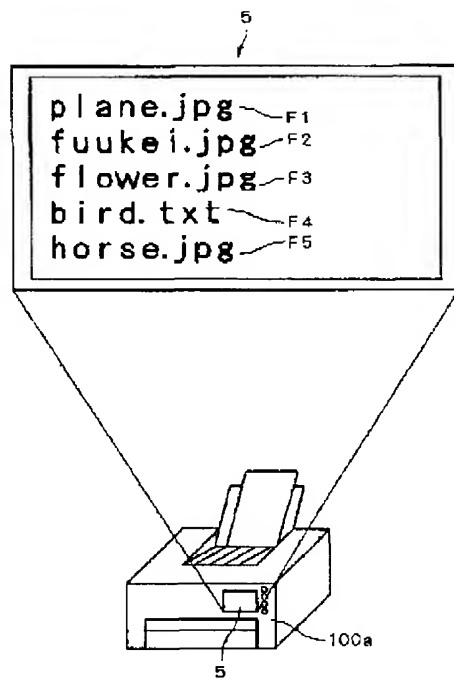 5
plane.jpg F1
fuukei.jpg F2
flower.jpg F3
bird.txt F4
horse.jpg F5
5
100a